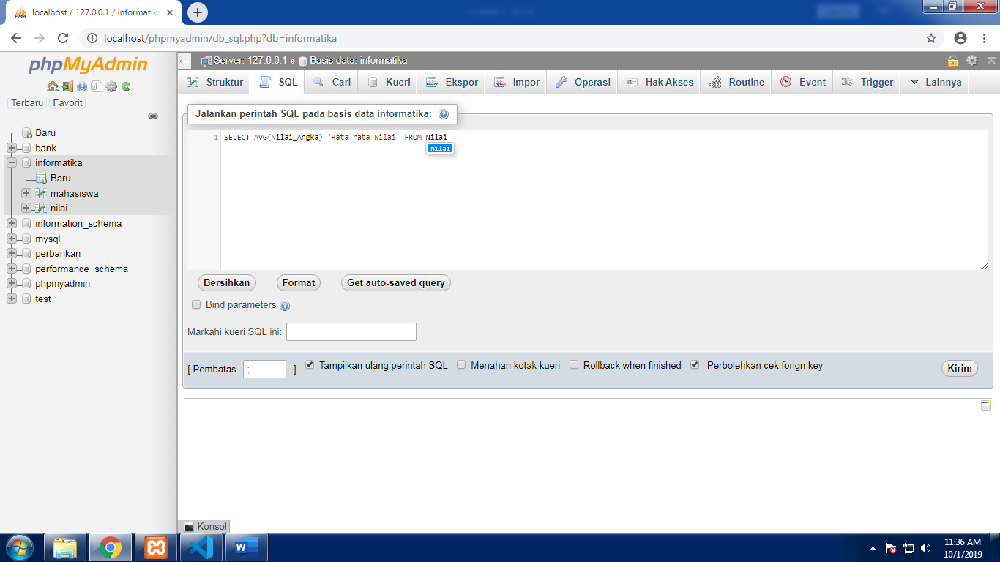 localhost / 127.0.0.1 / informatika
localhost/phpmyadmin/db_sql.php?db=informatika
phpMyAdmin
Terbaru Favorit
Baru
bank
informatika
Baru
mahasiswa
nilai
information_schema
mysql
perbankan
performance_schema
phpmyadmin
test
Server: 127.0.0.1 » Basis data: informatika
Struktur SQL Cari Kueri Ekspor Impor Operasi Hak Akses Routine Event Trigger Lainnya
Jalankan perintah SQL pada basis data informatika:
1 SELECT AVG(Nilai_Angka) 'Rata-rata Nilai' FROM Nilai
nilai
Bersihkan Format Get auto-saved query
Bind parameters
Markahi kueri SQL ini:
[ Pembatas ; ] Tampilkan ulang perintah SQL Menahan kotak kueri Rollback when finished Perbolehkan cek forign key Kirim
Konsol
11:36 AM
10/1/2019